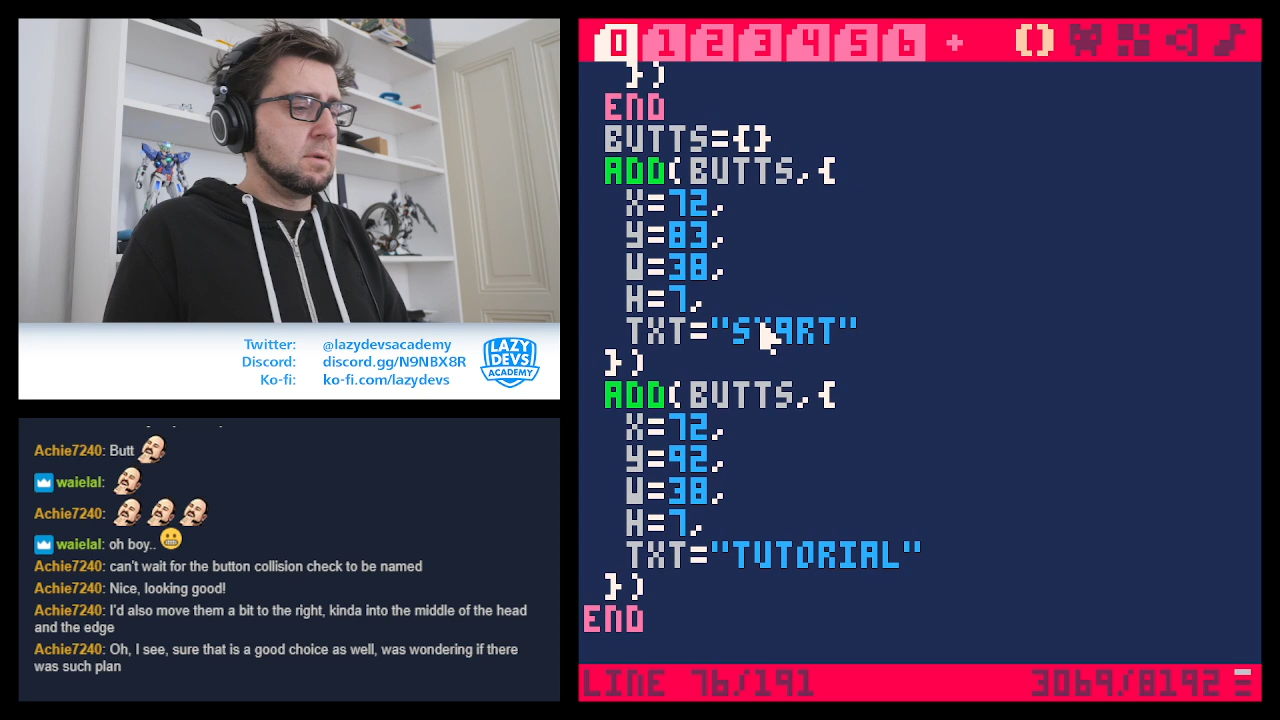 Twitter: @lazydevsacademy
Discord: discord.gg/N9NBX8R
Ko-fi: ko-fi.com/lazydevs
LAZY
DEVS
ACADEMY
Achie7240: Butt
waielal:
Achie7240:
waielal: oh boy..
Achie7240: can't wait for the button collision check to be named
Achie7240: Nice, looking good!
Achie7240: I'd also move them a bit to the right, kinda into the middle of the head
and the edge
Achie7240: Oh, I see, sure that is a good choice as well, was wondering if there
was such plan
0 1 2 3 4 5 6 +
})
END
BUTTS={}
ADD(BUTTS,{
X=72,
Y=83,
W=38,
H=7,
TXT="START"
})
ADD(BUTTS,{
X=72,
Y=92,
W=38,
H=7,
TXT="TUTORIAL"
})
END
LINE 76/191 3069/8192